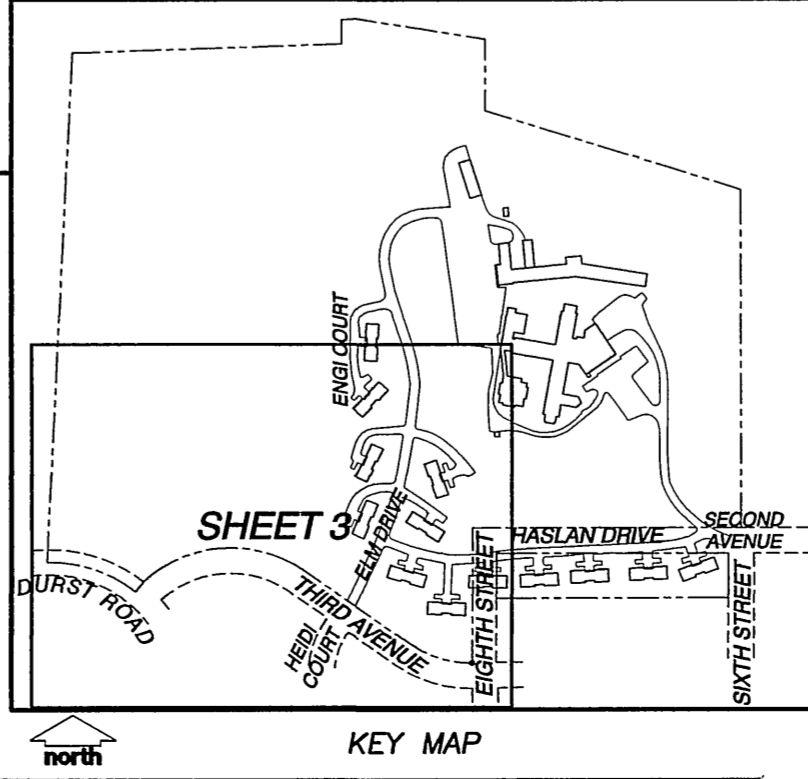 ENGI COURT
SHEET 3
ELM DRIVE
HASLAN DRIVE
SECOND
AVENUE
DURST ROAD
THIRD AVENUE
HEIDI
COURT
EIGHTH STREET
SIXTH STREET
north
KEY MAP